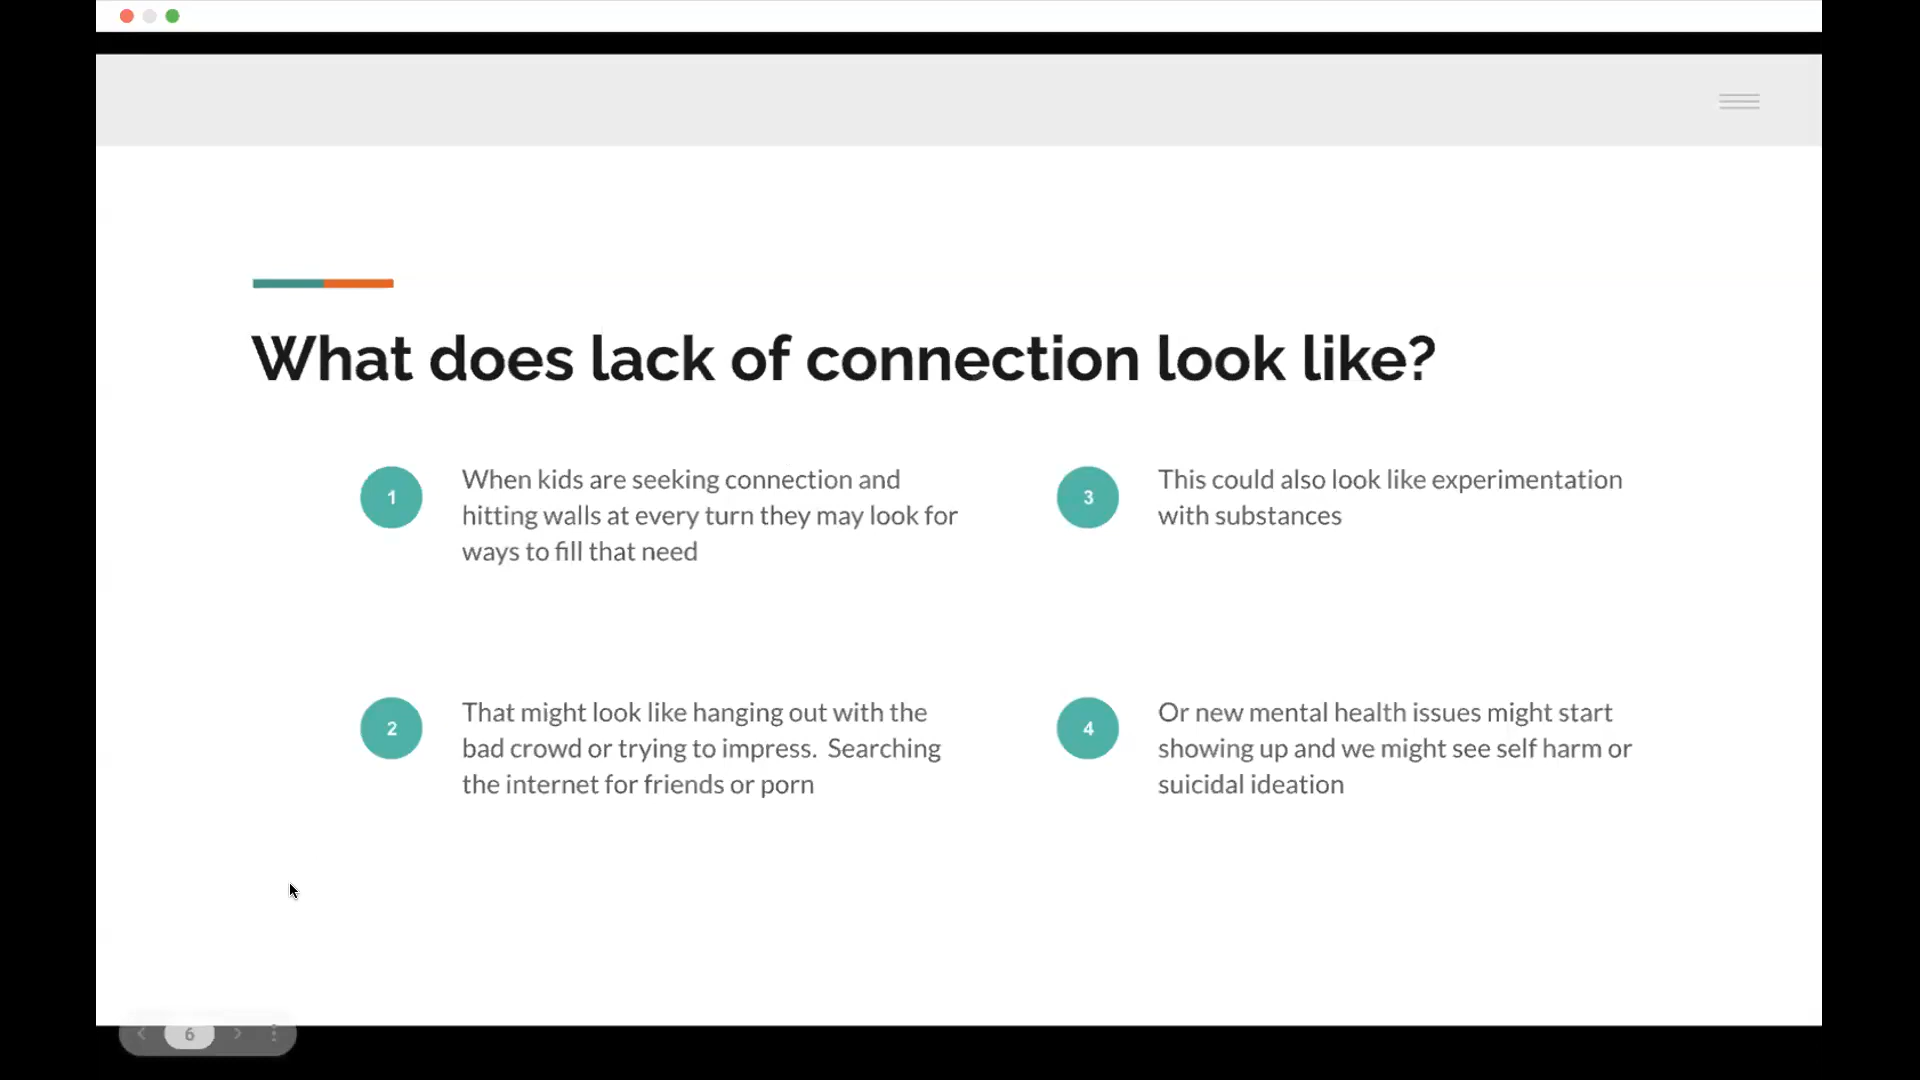 What does lack of connection look like?
1
When kids are seeking connection and
hitting walls at every turn they may look for
ways to fill that need
2
That might look like hanging out with the
bad crowd or trying to impress.  Searching
the internet for friends or porn
3
This could also look like experimentation
with substances
4
Or new mental health issues might start
showing up and we might see self harm or
suicidal ideation
6